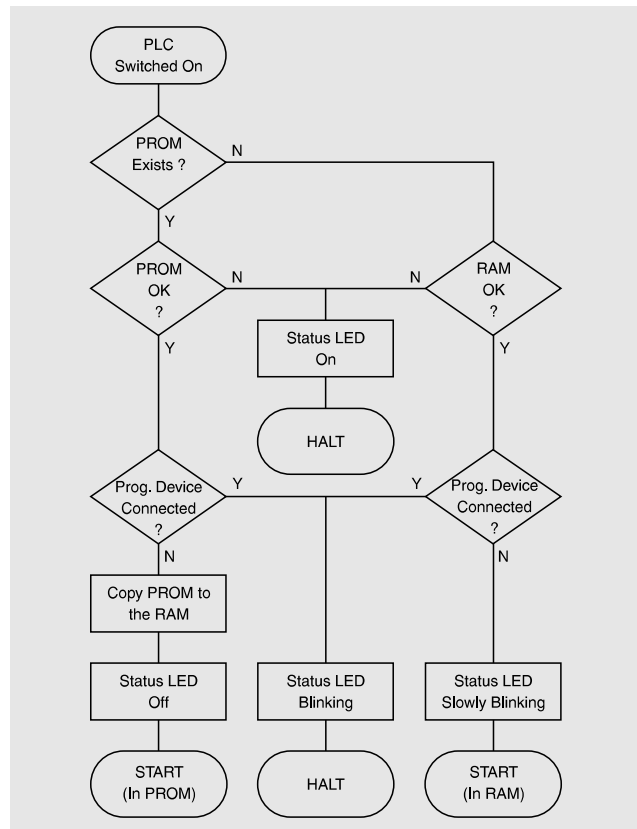 PLC
Switched On
PROM
Exists ?
N
Y
PROM
OK
?
N
N
RAM
OK
?
Y
Y
Status LED
On
HALT
Prog. Device
Connected
?
Y
Y
Prog. Device
Connected
?
N
N
Copy PROM to
the RAM
Status LED
Off
Status LED
Blinking
Status LED
Slowly Blinking
START
(In PROM)
HALT
START
(In RAM)